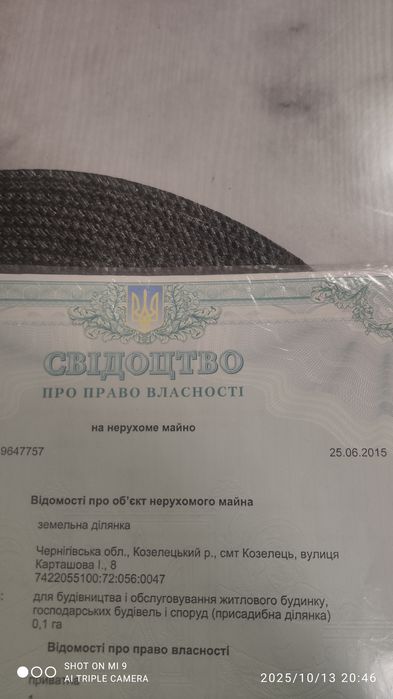 СВІДОЦТВО
ПРО ПРАВО ВЛАСНОСТІ
на нерухоме майно
9647757 25.06.2015
Відомості про об'єкт нерухомого майна
земельна ділянка
Чернігівська обл., Козелецький р., смт Козелець, вулиця
Карташова І., 8
7422055100:72:056:0047
для будівництва і обслуговування житлового будинку,
господарських будівель і споруд (присадибна ділянка)
0,1 га
Відомості про право власності
приватна
SHOT ON MI 9
AI TRIPLE CAMERA
2025/10/13 20:46